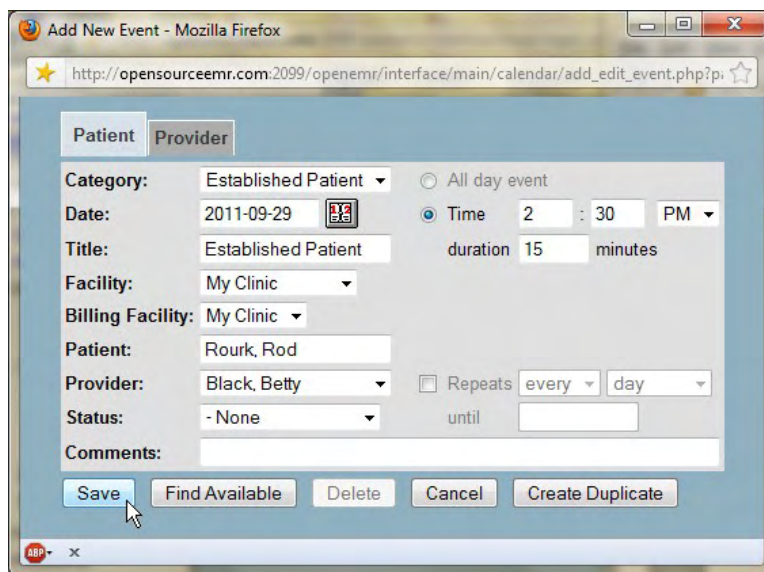 Add New Event - Mozilla Firefox
http://opensourceemr.com:2099/openemr/interface/main/calendar/add_edit_event.php?p
Patient Provider
Category: Established Patient All day event
Date: 2011-09-29 Time 2 : 30 PM
Title: Established Patient duration 15 minutes
Facility: My Clinic
Billing Facility: My Clinic
Patient: Rourk, Rod
Provider: Black, Betty Repeats every day
Status: - None until
Comments:
Save Find Available Delete Cancel Create Duplicate
ABP x